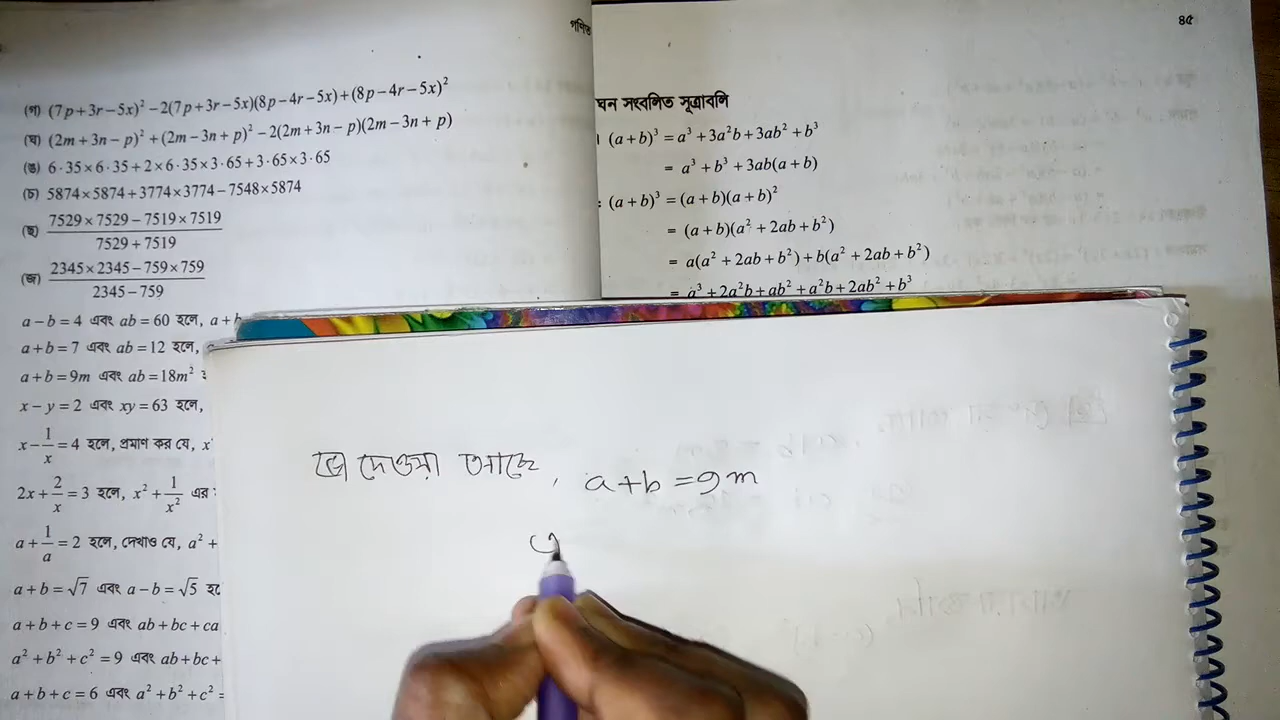 গণিত
(গ) (7p+3r−5x)² −2(7p+3r−5x)(8p−4r−5x)+(8p−4r−5x)²
(ঘ) (2m+3n−p)² +(2m−3n+p)² −2(2m+3n−p)(2m−3n+p)
(ঙ) 6·35×6·35+2×6·35×3·65+3·65×3·65
(চ) 5874×5874+3774×3774−7548×5874
(ছ) 7529×7529−7519×7519
7529+7519
(জ) 2345×2345−759×759
2345−759
a−b=4 এবং ab=60 হলে, a+b
a+b=7 এবং ab=12 হলে,
a+b=9m এবং ab=18m²
x−y=2 এবং xy=63 হলে,
x−1/x=4 হলে, প্রমাণ কর যে, x
2x+2/x=3 হলে, x²+1/x² এর
a+1/a=2 হলে, দেখাও যে, a²+
a+b=√7 এবং a−b=√5
a+b+c=9 এবং ab+bc+ca
a²+b²+c²=9 এবং ab+bc+
a+b+c=6 এবং a²+b²+c²=
৪৫
ঘন সংবলিত সূত্রাবলি
(a+b)³ = a³+3a²b+3ab²+b³
= a³+b³+3ab(a+b)
: (a+b)³ = (a+b)(a+b)²
= (a+b)(a²+2ab+b²)
= a(a²+2ab+b²)+b(a²+2ab+b²)
= a³+2a²b+ab²+a²b+2ab²+b³
দেওয়া আছে, a+b=9m